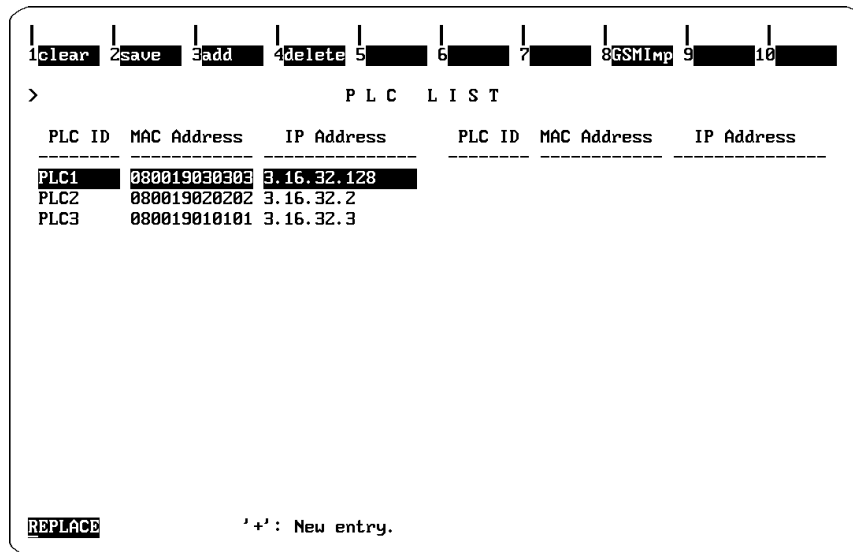 1clear 2save 3add 4delete 5 6 7 8GSMImp 9 10
> P L C L I S T
PLC ID MAC Address IP Address PLC ID MAC Address IP Address
-------- ------------ --------------- -------- ------------ ---------------
PLC1 080019030303 3.16.32.128
PLC2 080019020202 3.16.32.2
PLC3 080019010101 3.16.32.3
REPLACE '+': New entry.